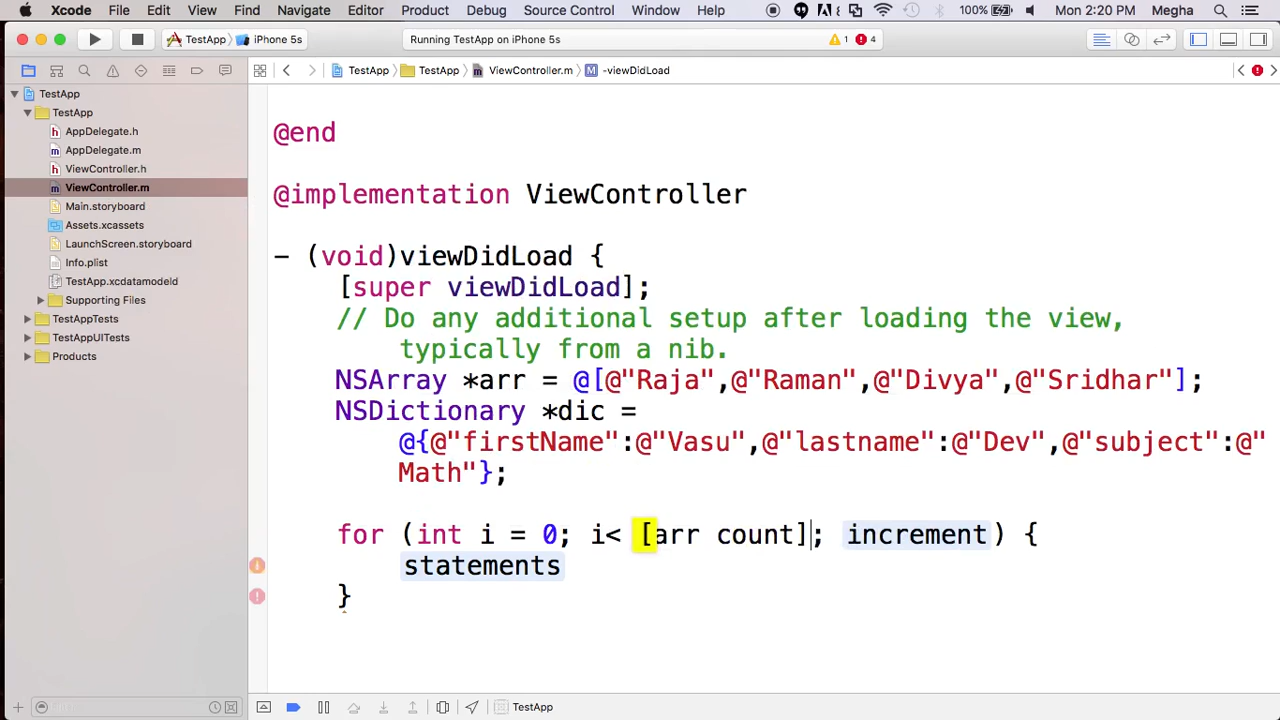 Xcode File Edit View Find Navigate Editor Product Debug Source Control Window Help 100% Mon 2:20 PM Megha
TestApp iPhone 5s Running TestApp on iPhone 5s 1 4
TestApp TestApp ViewController.m -viewDidLoad
TestApp
TestApp
AppDelegate.h
AppDelegate.m
ViewController.h
ViewController.m
Main.storyboard
Assets.xcassets
LaunchScreen.storyboard
Info.plist
TestApp.xcdatamodeld
Supporting Files
TestAppTests
TestAppUITests
Products
@end
@implementation ViewController
- (void)viewDidLoad {
[super viewDidLoad];
// Do any additional setup after loading the view,
typically from a nib.
NSArray *arr = @[@"Raja",@"Raman",@"Divya",@"Sridhar"];
NSDictionary *dic =
@{@"firstName":@"Vasu",@"lastname":@"Dev",@"subject":@"
Math"};
for (int i = 0; i< [arr count]; increment) {
statements
}
TestApp